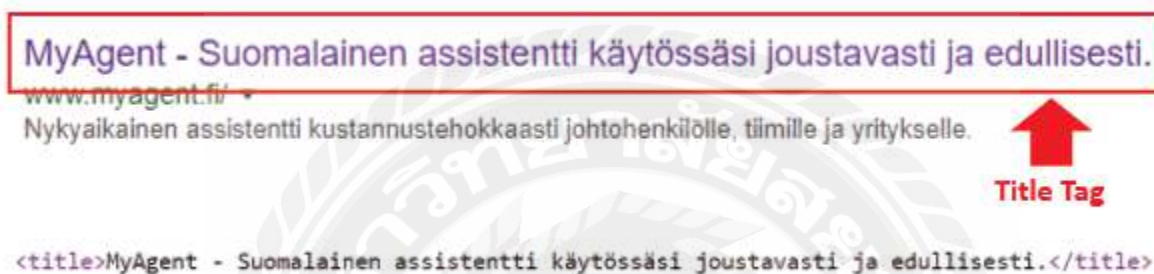 MyAgent - Suomalainen assistentti käytössäsi joustavasti ja edullisesti.
www.myagent.fi/
Nykyaikainen assistentti kustannustehokkaasti johtohenkilölle, tiimille ja yritykselle.
Title Tag
<title>MyAgent - Suomalainen assistentti käytössäsi joustavasti ja edullisesti.</title>